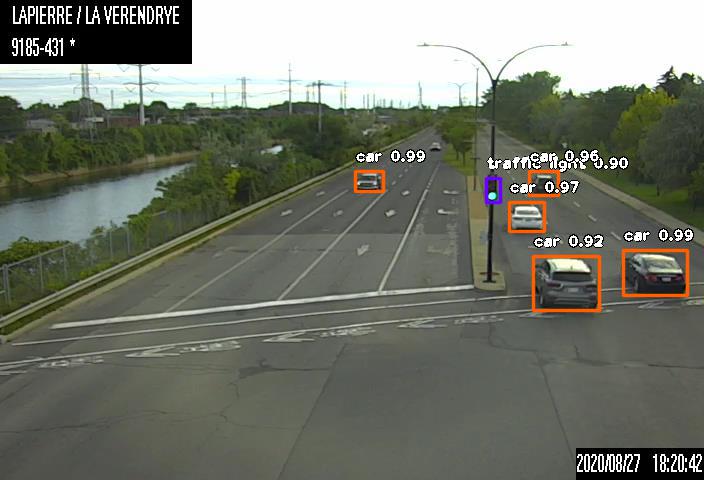 LAPIERRE / LA VERENDRYE
9185-431 *
car 0.99
car 0.96
traffic light 0.90
car 0.97
car 0.92
car 0.99
2020/08/27 18:20:42